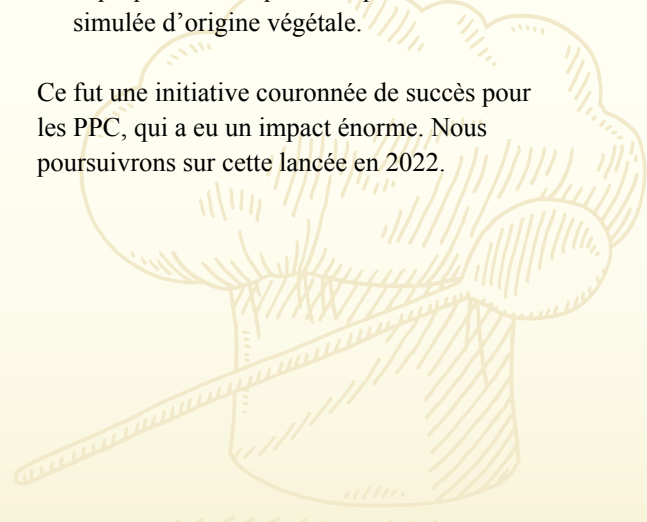 simulée d’origine végétale.
Ce fut une initiative couronnée de succès pour
les PPC, qui a eu un impact énorme. Nous
poursuivrons sur cette lancée en 2022.